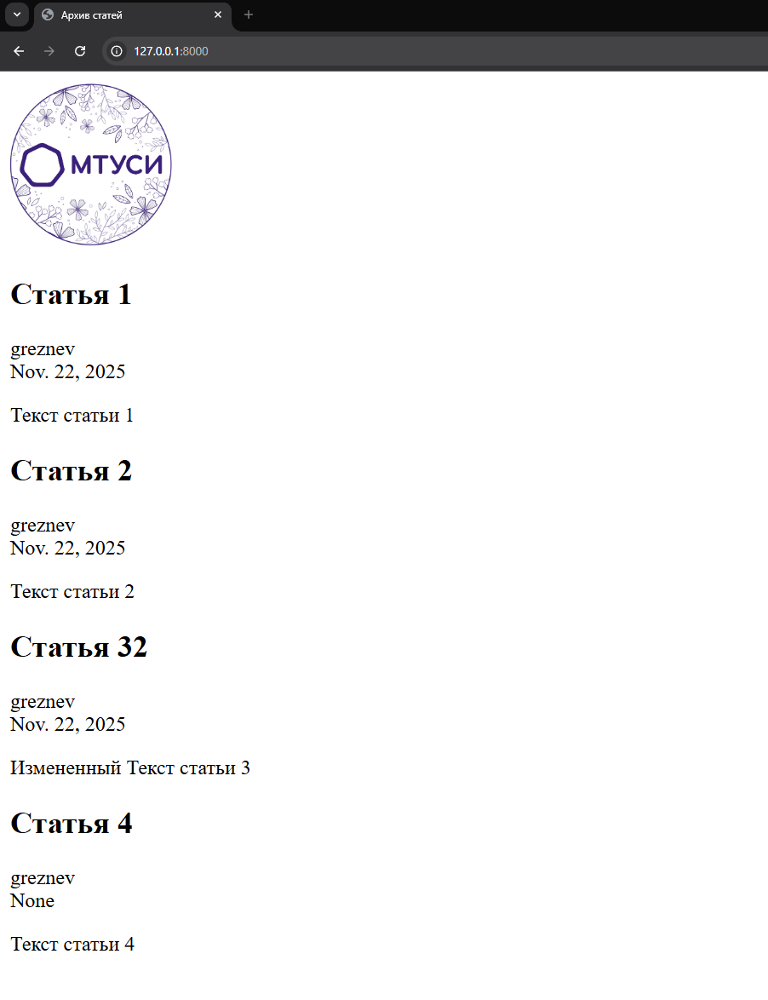 Архив статей
127.0.0.1:8000
МТУСИ
Статья 1
greznev
Nov. 22, 2025
Текст статьи 1
Статья 2
greznev
Nov. 22, 2025
Текст статьи 2
Статья 32
greznev
Nov. 22, 2025
Измененный Текст статьи 3
Статья 4
greznev
None
Текст статьи 4